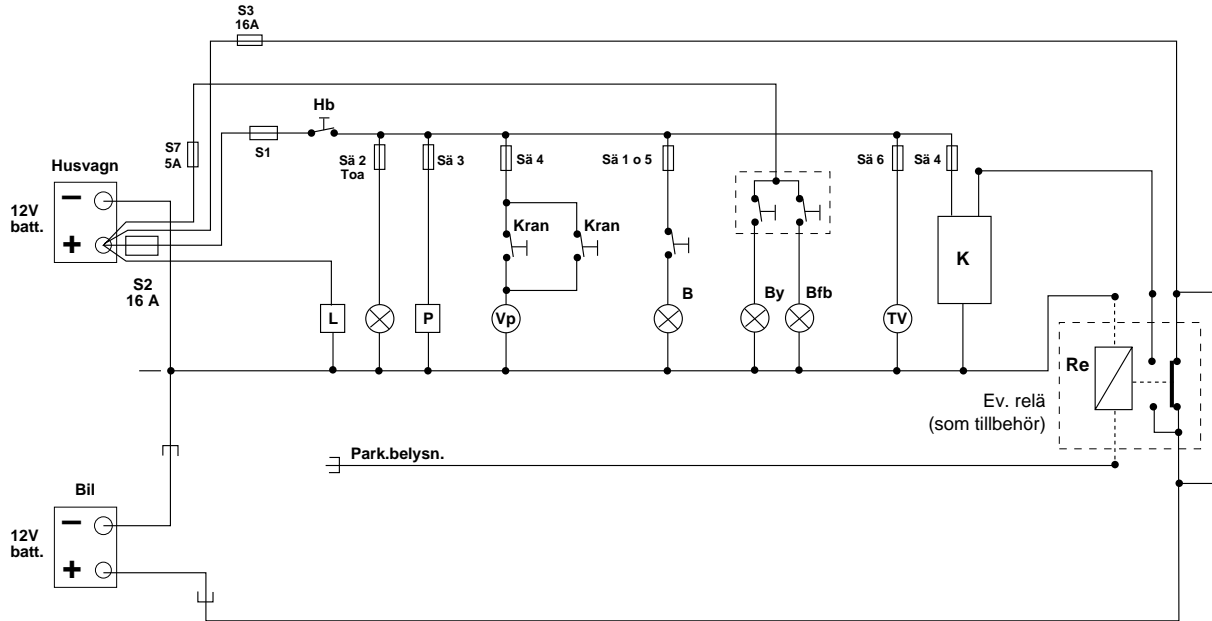 S3
16A
Hb
S7
5A
S1
Sä 2
Toa
Sä 3
Sä 4
Sä 1 o 5
Sä 6
Sä 4
Husvagn
12V
batt.
−
+
S2
16 A
Kran
Kran
K
B
By
Bfb
L
P
Vp
TV
Re
Ev. relä
(som tillbehör)
Park.belysn.
Bil
12V
batt.
−
+